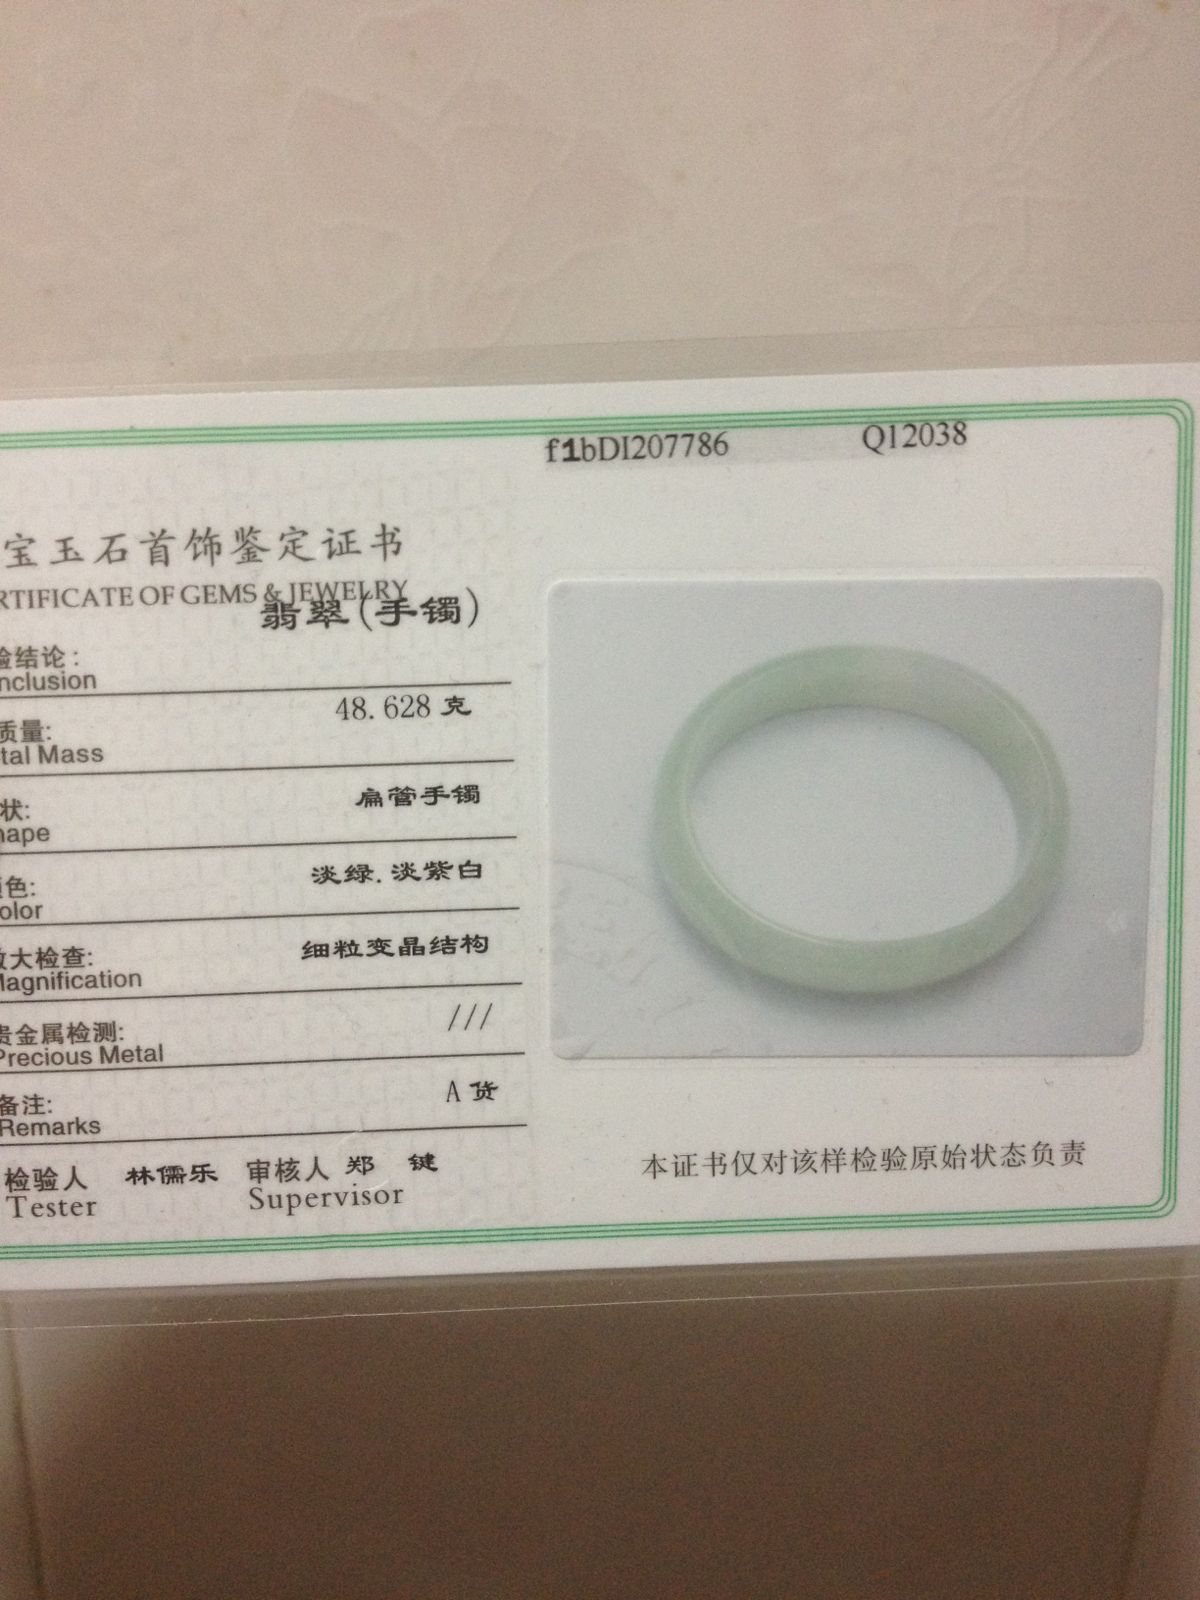 f1bDI207786 Q12038
宝玉石首饰鉴定证书
RTIFICATE OF GEMS & JEWELRY
翡翠(手镯)
验结论:
nclusion
48.628 克
质量:
tal Mass
扁管手镯
状:
hape
淡绿.淡紫白
颜色:
olor
细粒变晶结构
放大检查:
Magnification
///
贵金属检测:
Precious Metal
A 货
备注:
Remarks
检验人 林儒乐 审核人 郑 键
Tester Supervisor
本证书仅对该样检验原始状态负责